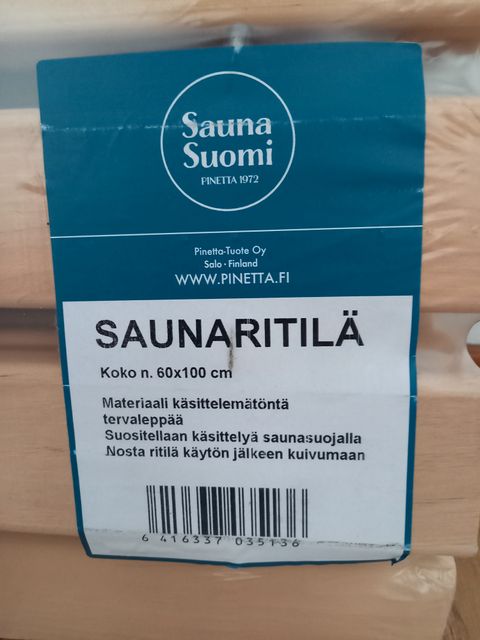 Sauna
Suomi
PINETTA 1972
Pinetta-Tuote Oy
Salo · Finland
WWW.PINETTA.FI
SAUNARITILÄ
Koko n. 60x100 cm
Materiaali käsittelemätöntä
tervaleppää
Suositellaan käsittelyä saunasuojalla
Nosta ritilä käytön jälkeen kuivumaan
6 416337 035136